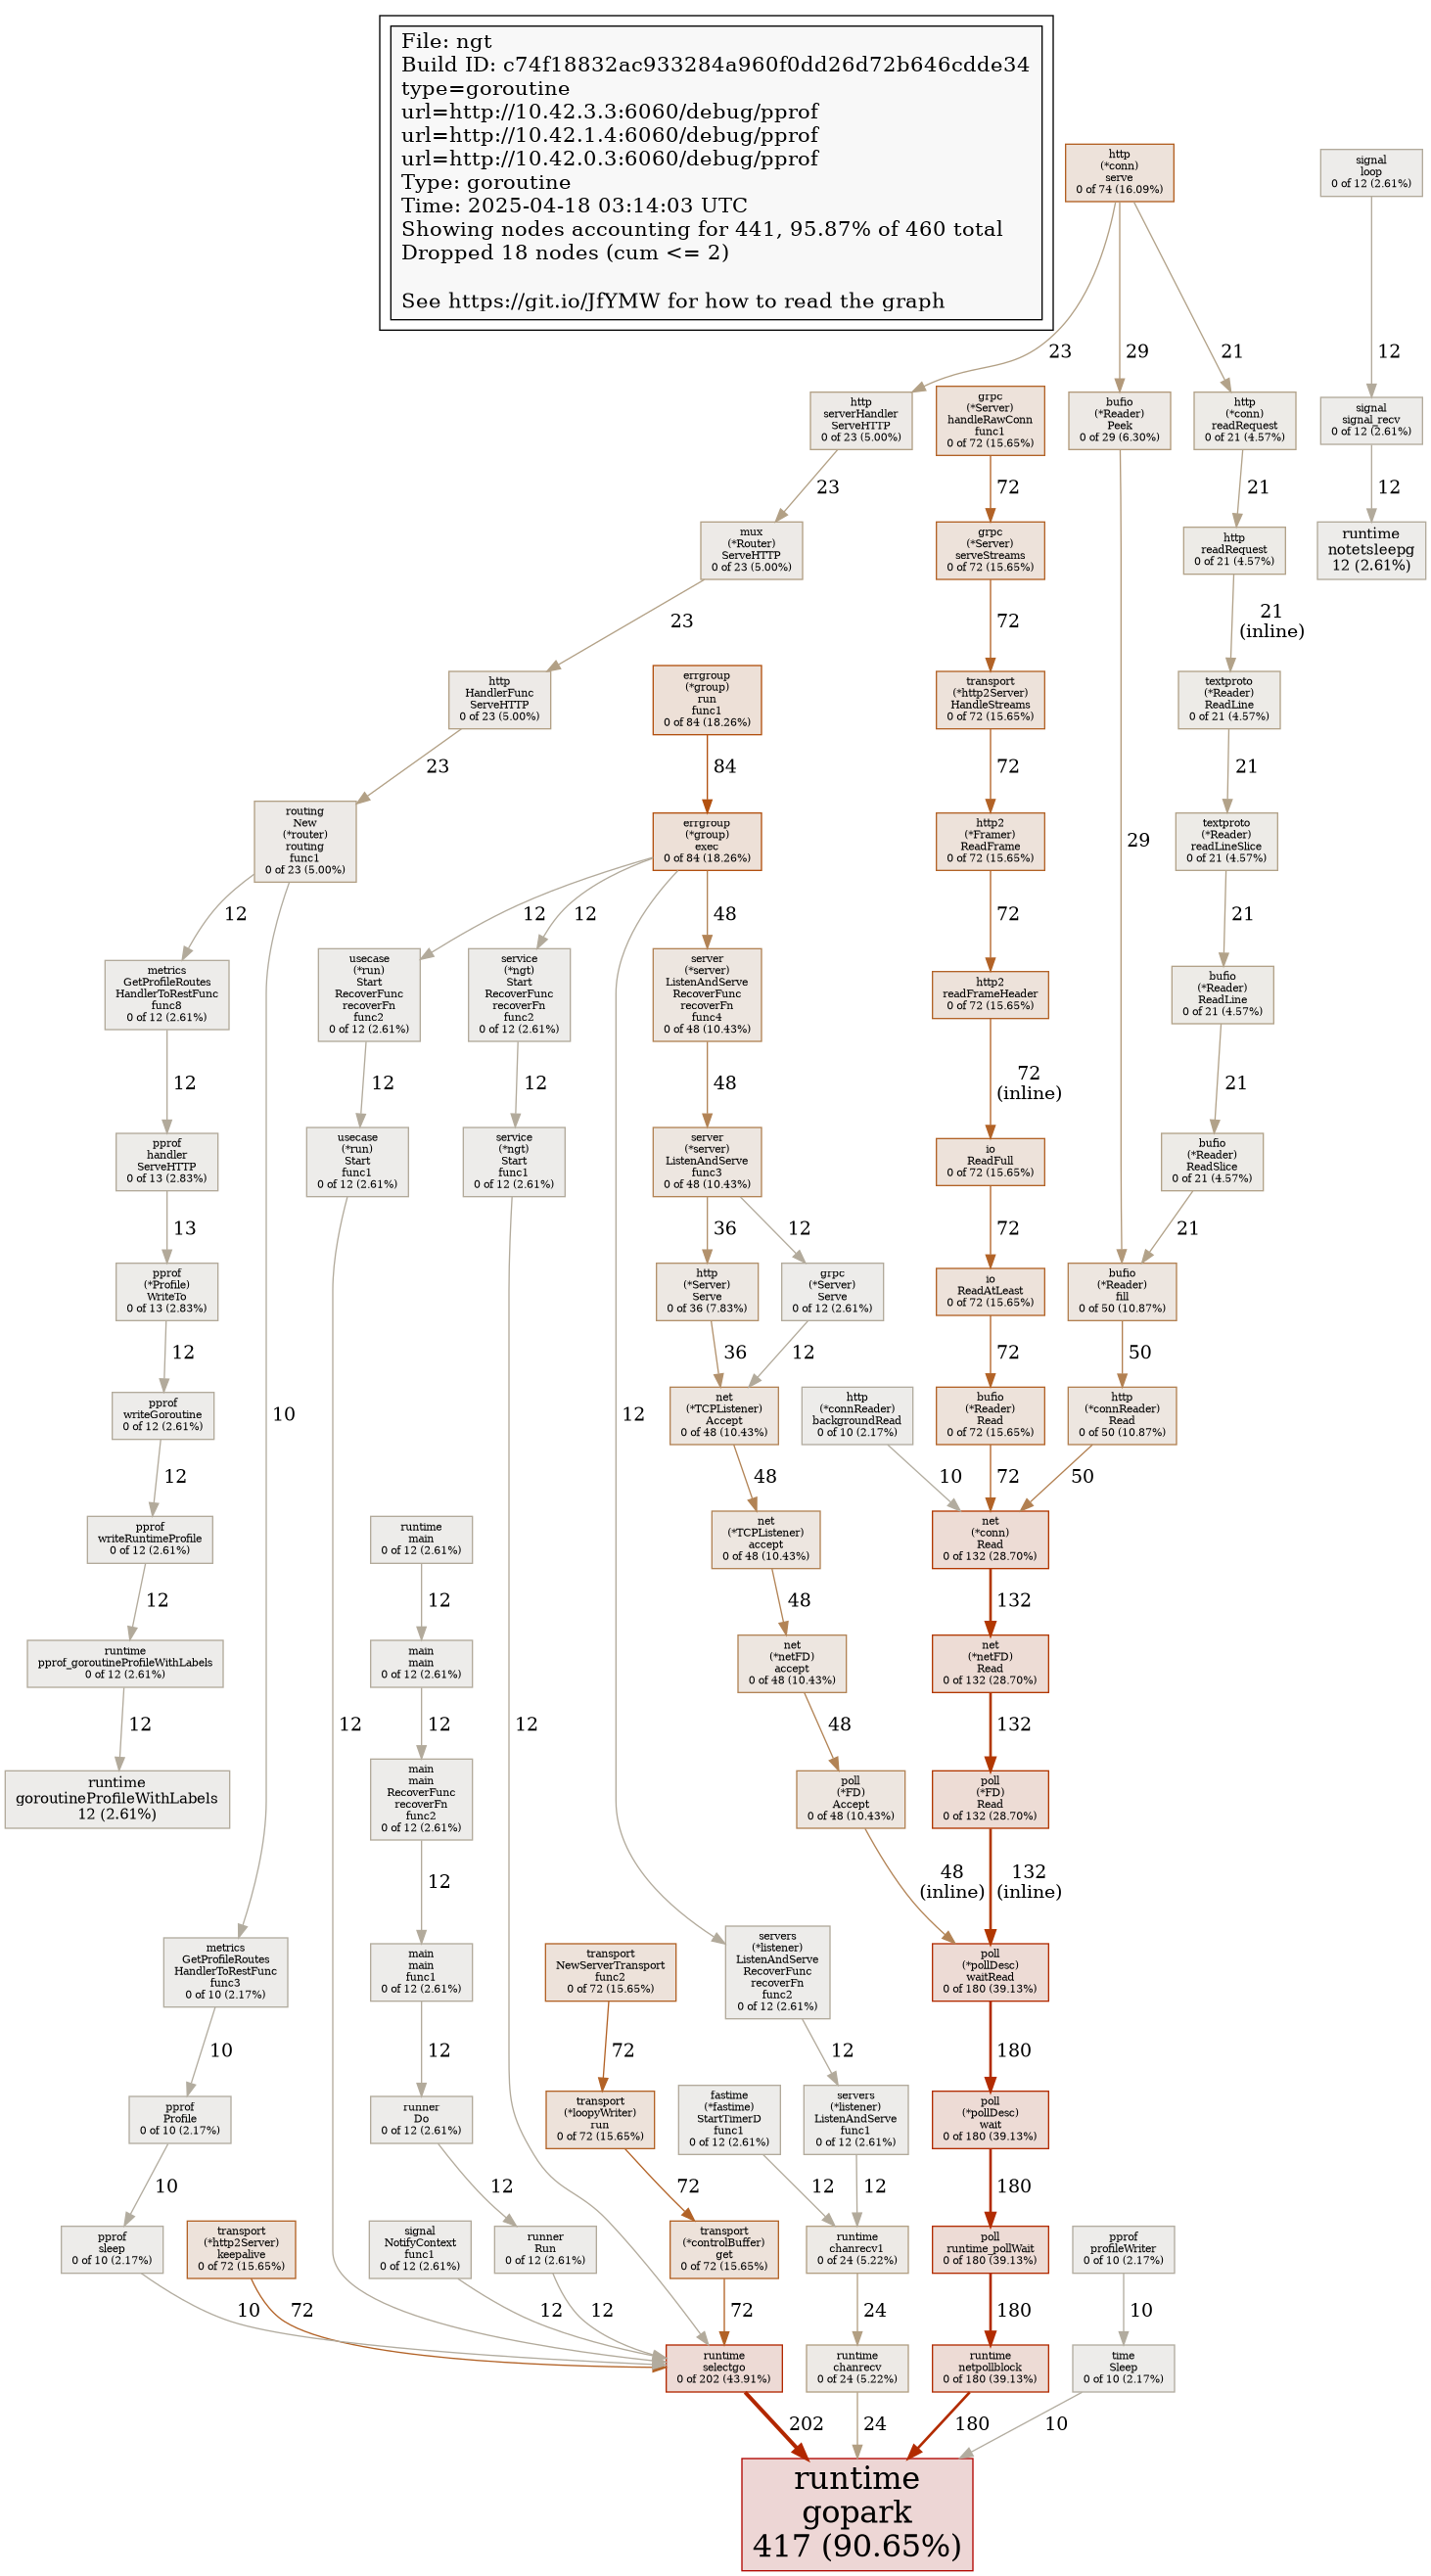 File: ngt
Build ID: c74f18832ac933284a960f0dd26d72b646cdde34
type=goroutine
url=http://10.42.3.3:6060/debug/pprof
url=http://10.42.1.4:6060/debug/pprof
url=http://10.42.0.3:6060/debug/pprof
Type: goroutine
Time: 2025-04-18 03:14:03 UTC
Showing nodes accounting for 441, 95.87% of 460 total
Dropped 18 nodes (cum <= 2)
See https://git.io/JfYMW for how to read the graph
http
(*conn)
serve
0 of 74 (16.09%)
signal
loop
0 of 12 (2.61%)
23
29
21
12
http
serverHandler
ServeHTTP
0 of 23 (5.00%)
grpc
(*Server)
handleRawConn
func1
0 of 72 (15.65%)
bufio
(*Reader)
Peek
0 of 29 (6.30%)
http
(*conn)
readRequest
0 of 21 (4.57%)
signal
signal_recv
0 of 12 (2.61%)
23
72
21
12
mux
(*Router)
ServeHTTP
0 of 23 (5.00%)
grpc
(*Server)
serveStreams
0 of 72 (15.65%)
http
readRequest
0 of 21 (4.57%)
runtime
notetsleepg
12 (2.61%)
23
72
21
(inline)
http
HandlerFunc
ServeHTTP
0 of 23 (5.00%)
errgroup
(*group)
run
func1
0 of 84 (18.26%)
transport
(*http2Server)
HandleStreams
0 of 72 (15.65%)
textproto
(*Reader)
ReadLine
0 of 21 (4.57%)
23
84
72
21
routing
New
(*router)
routing
func1
0 of 23 (5.00%)
errgroup
(*group)
exec
0 of 84 (18.26%)
http2
(*Framer)
ReadFrame
0 of 72 (15.65%)
29
textproto
(*Reader)
readLineSlice
0 of 21 (4.57%)
12
12
12
48
72
21
metrics
GetProfileRoutes
HandlerToRestFunc
func8
0 of 12 (2.61%)
usecase
(*run)
Start
RecoverFunc
recoverFn
func2
0 of 12 (2.61%)
service
(*ngt)
Start
RecoverFunc
recoverFn
func2
0 of 12 (2.61%)
server
(*server)
ListenAndServe
RecoverFunc
recoverFn
func4
0 of 48 (10.43%)
http2
readFrameHeader
0 of 72 (15.65%)
bufio
(*Reader)
ReadLine
0 of 21 (4.57%)
12
12
12
48
72
(inline)
21
pprof
handler
ServeHTTP
0 of 13 (2.83%)
usecase
(*run)
Start
func1
0 of 12 (2.61%)
service
(*ngt)
Start
func1
0 of 12 (2.61%)
server
(*server)
ListenAndServe
func3
0 of 48 (10.43%)
io
ReadFull
0 of 72 (15.65%)
bufio
(*Reader)
ReadSlice
0 of 21 (4.57%)
13
36
12
72
21
pprof
(*Profile)
WriteTo
0 of 13 (2.83%)
http
(*Server)
Serve
0 of 36 (7.83%)
grpc
(*Server)
Serve
0 of 12 (2.61%)
io
ReadAtLeast
0 of 72 (15.65%)
bufio
(*Reader)
fill
0 of 50 (10.87%)
12
36
12
72
50
pprof
writeGoroutine
0 of 12 (2.61%)
10
12
net
(*TCPListener)
Accept
0 of 48 (10.43%)
http
(*connReader)
backgroundRead
0 of 10 (2.17%)
bufio
(*Reader)
Read
0 of 72 (15.65%)
http
(*connReader)
Read
0 of 50 (10.87%)
12
48
10
72
50
pprof
writeRuntimeProfile
0 of 12 (2.61%)
runtime
main
0 of 12 (2.61%)
net
(*TCPListener)
accept
0 of 48 (10.43%)
net
(*conn)
Read
0 of 132 (28.70%)
12
12
48
132
runtime
pprof_goroutineProfileWithLabels
0 of 12 (2.61%)
main
main
0 of 12 (2.61%)
net
(*netFD)
accept
0 of 48 (10.43%)
net
(*netFD)
Read
0 of 132 (28.70%)
12
12
12
12
48
132
runtime
goroutineProfileWithLabels
12 (2.61%)
main
main
RecoverFunc
recoverFn
func2
0 of 12 (2.61%)
poll
(*FD)
Accept
0 of 48 (10.43%)
poll
(*FD)
Read
0 of 132 (28.70%)
12
48
(inline)
132
(inline)
metrics
GetProfileRoutes
HandlerToRestFunc
func3
0 of 10 (2.17%)
main
main
func1
0 of 12 (2.61%)
transport
NewServerTransport
func2
0 of 72 (15.65%)
servers
(*listener)
ListenAndServe
RecoverFunc
recoverFn
func2
0 of 12 (2.61%)
poll
(*pollDesc)
waitRead
0 of 180 (39.13%)
10
12
72
12
180
pprof
Profile
0 of 10 (2.17%)
runner
Do
0 of 12 (2.61%)
transport
(*loopyWriter)
run
0 of 72 (15.65%)
fastime
(*fastime)
StartTimerD
func1
0 of 12 (2.61%)
servers
(*listener)
ListenAndServe
func1
0 of 12 (2.61%)
poll
(*pollDesc)
wait
0 of 180 (39.13%)
10
12
72
12
12
180
pprof
sleep
0 of 10 (2.17%)
transport
(*http2Server)
keepalive
0 of 72 (15.65%)
signal
NotifyContext
func1
0 of 12 (2.61%)
runner
Run
0 of 12 (2.61%)
transport
(*controlBuffer)
get
0 of 72 (15.65%)
runtime
chanrecv1
0 of 24 (5.22%)
poll
runtime_pollWait
0 of 180 (39.13%)
pprof
profileWriter
0 of 10 (2.17%)
10
72
12
12
72
24
180
10
runtime
selectgo
0 of 202 (43.91%)
runtime
chanrecv
0 of 24 (5.22%)
runtime
netpollblock
0 of 180 (39.13%)
time
Sleep
0 of 10 (2.17%)
202
24
180
10
runtime
gopark
417 (90.65%)